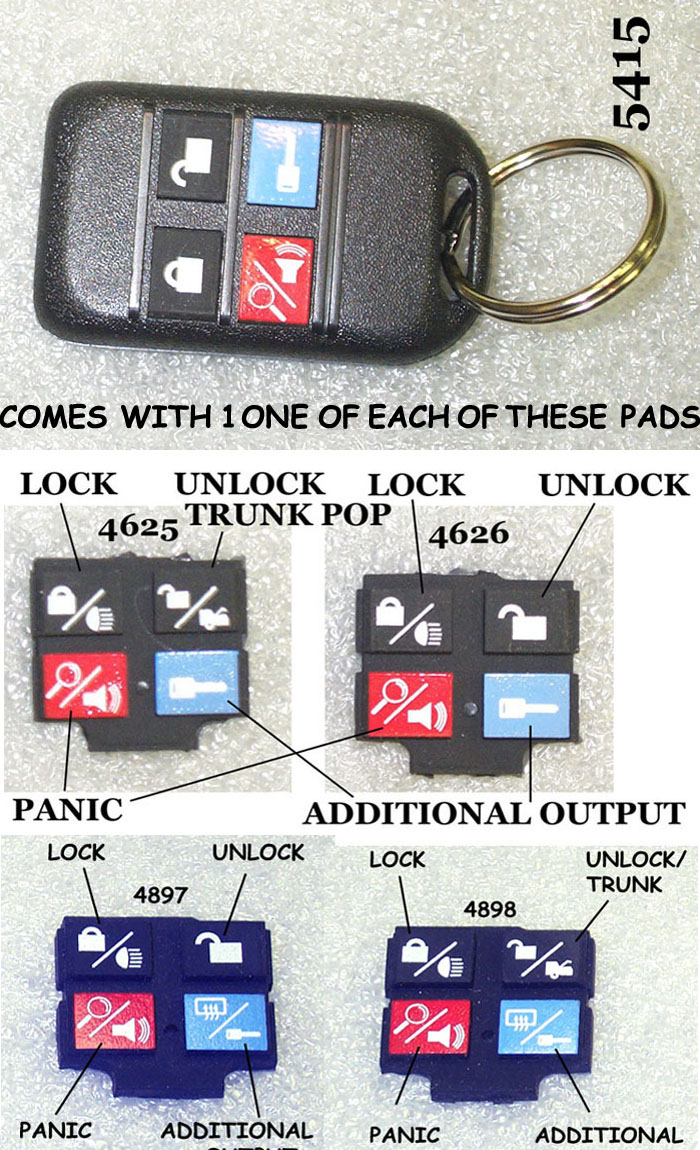 5415
COMES WITH 1 ONE OF EACH OF THESE PADS
LOCK UNLOCK LOCK UNLOCK
4625 TRUNK POP 4626
PANIC ADDITIONAL OUTPUT
LOCK UNLOCK LOCK UNLOCK/
TRUNK
4897 4898
PANIC ADDITIONAL PANIC ADDITIONAL